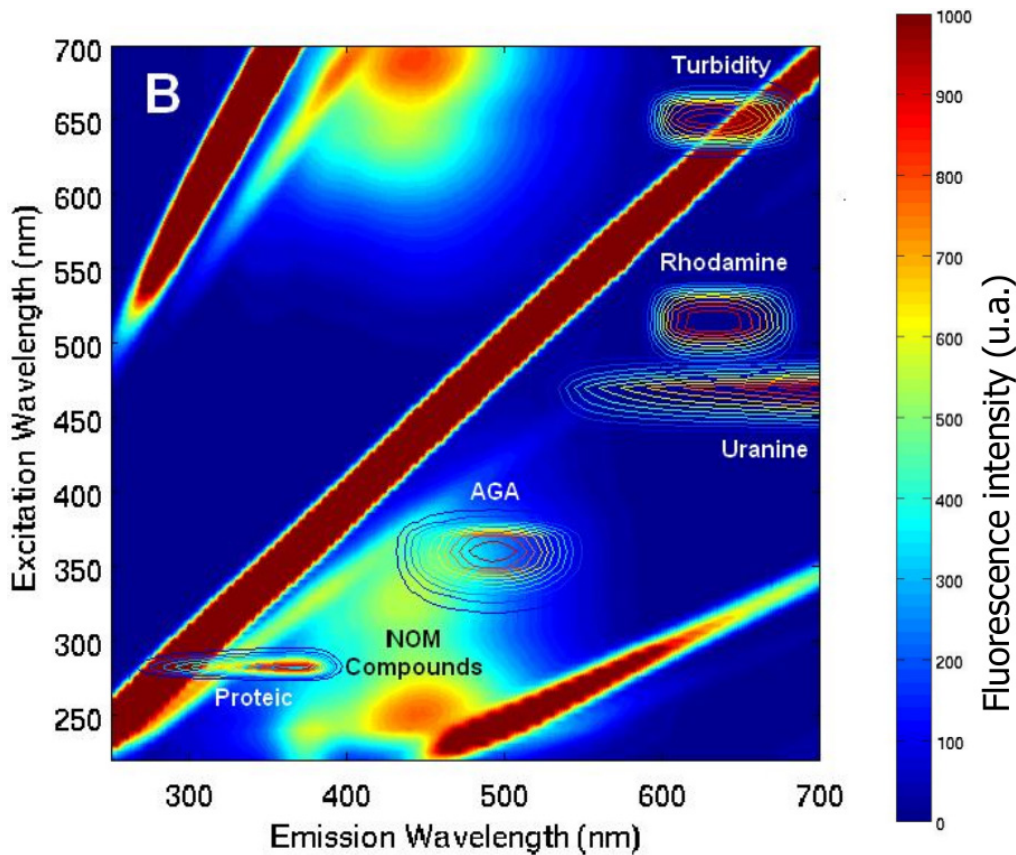 B
Turbidity
Rhodamine
Uranine
AGA
NOM
Compounds
Proteic
700
650
600
550
500
450
400
350
300
250
Excitation Wavelength (nm)
300
400
500
600
700
Emission Wavelength (nm)
1000
900
800
700
600
500
400
300
200
100
0
Fluorescence intensity (u.a.)